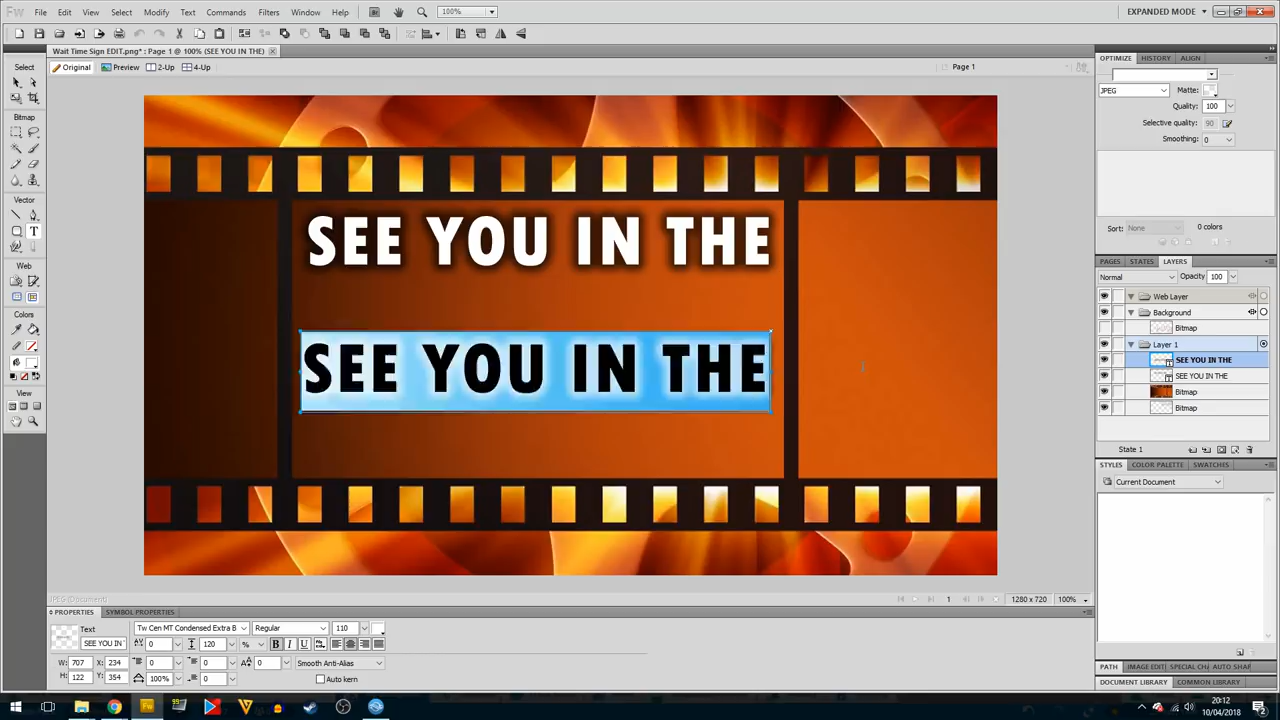 Fw File Edit View Select Modify Text Commands Filters Window Help 100% EXPANDED MODE
Wait Time Sign EDIT.png* : Page 1 @ 100% (SEE YOU IN THE)
Original Preview 2-Up 4-Up Page 1
Select
Bitmap
Vector
Web
Colors
View
SEE YOU IN THE
SEE YOU IN THE
OPTIMIZE HISTORY ALIGN
JPEG Matte:
Quality: 100
Selective quality: 90
Smoothing: 0
Sort: None 0 colors
PAGES STATES LAYERS
Normal Opacity 100
Web Layer
Background
Bitmap
Layer 1
SEE YOU IN THE
SEE YOU IN THE
Bitmap
Bitmap
State 1
STYLES COLOR PALETTE SWATCHES
Current Document
PATH IMAGE EDIT SPECIAL CH AUTO SHAP
DOCUMENT LIBRARY COMMON LIBRARY
JPEG (Document) 1 1280 x 720 100%
PROPERTIES SYMBOL PROPERTIES
Text Tw Cen MT Condensed Extra B Regular 110
SEE YOU IN 0 120 % B I U
W: 707 X: 234 0 0 0 Smooth Anti-Alias
H: 122 Y: 354 100% 0 Auto kern
20:12
10/04/2018